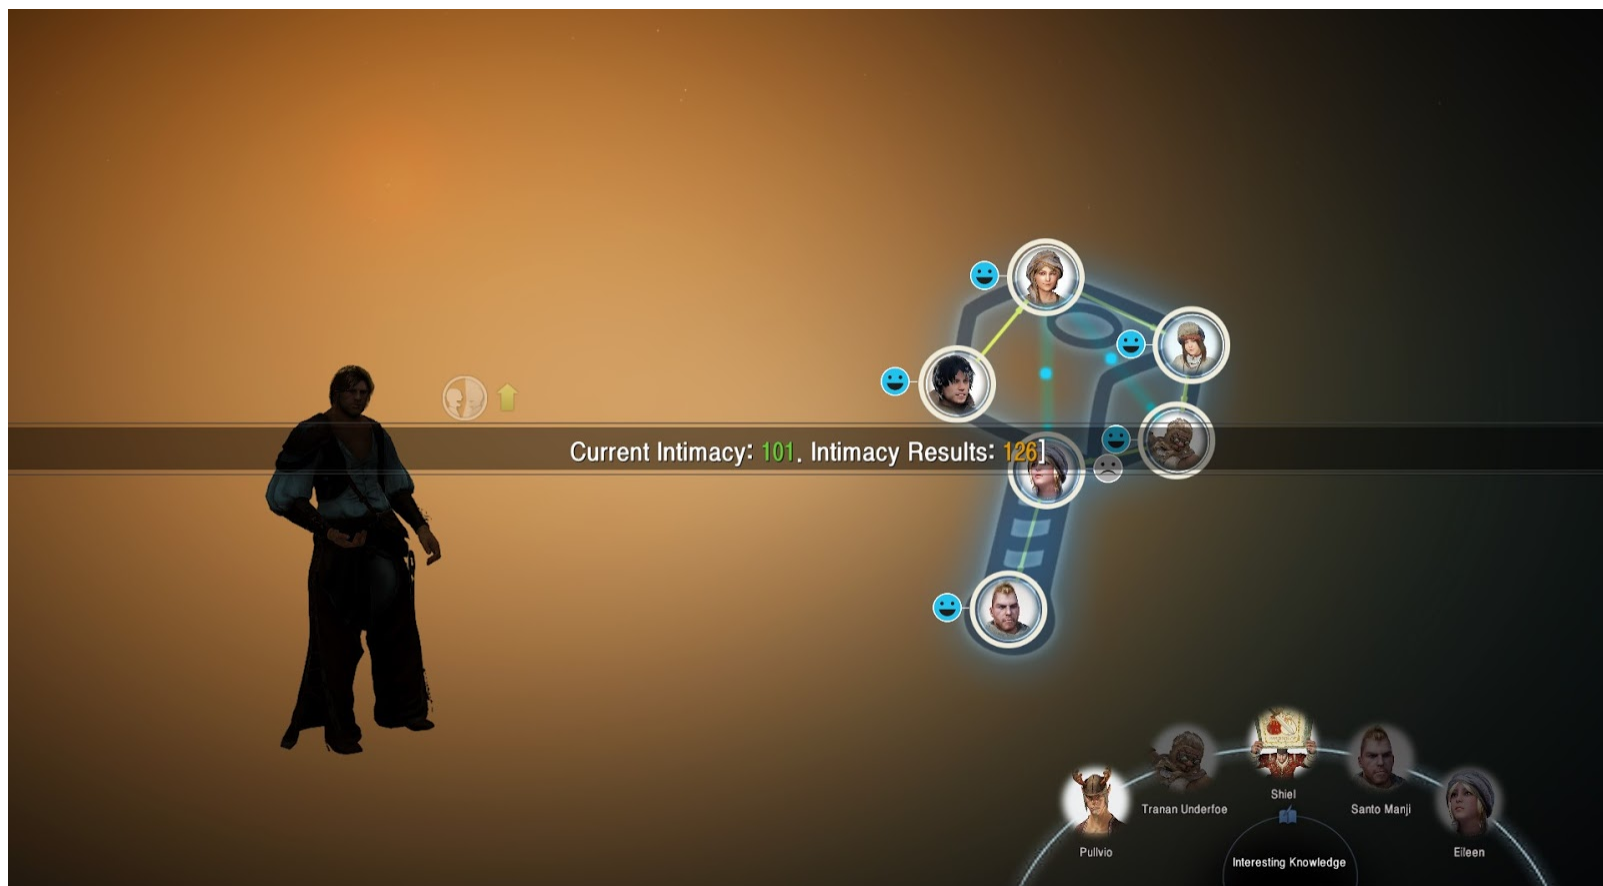 Current Intimacy: 101. Intimacy Results: 126]
Shiel
Tranan Underfoe
Santo Manji
Pullvio
Eileen
Interesting Knowledge